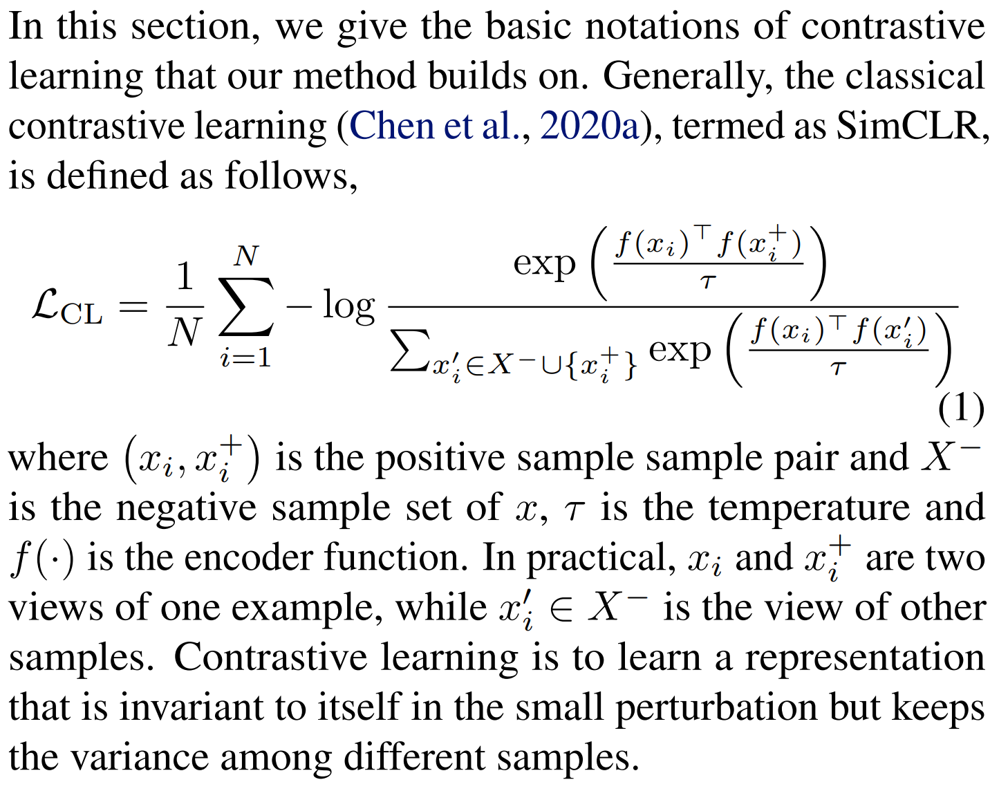 In this section, we give the basic notations of contrastive
learning that our method builds on. Generally, the classical
contrastive learning (Chen et al., 2020a), termed as SimCLR,
is defined as follows,
$$\mathcal{L}_{\mathrm{CL}} = \frac{1}{N} \sum_{i=1}^{N} -\log \frac{\exp\left(\frac{f(x_i)^\top f(x_i^+)}{\tau}\right)}{\sum_{x_i' \in X^- \cup \{x_i^+\}} \exp\left(\frac{f(x_i)^\top f(x_i')}{\tau}\right)}$$
(1)
where $(x_i, x_i^+)$ is the positive sample sample pair and $X^-$
is the negative sample set of $x$, $\tau$ is the temperature and
$f(\cdot)$ is the encoder function. In practical, $x_i$ and $x_i^+$ are two
views of one example, while $x_i' \in X^-$ is the view of other
samples. Contrastive learning is to learn a representation
that is invariant to itself in the small perturbation but keeps
the variance among different samples.